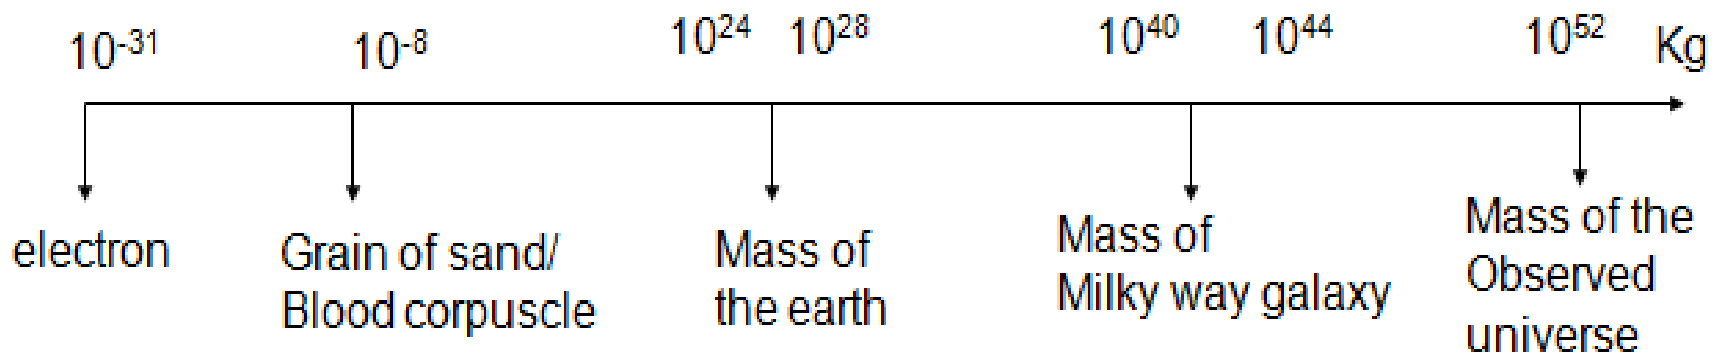 10⁻³¹ 10⁻⁸ 10²⁴ 10²⁸ 10⁴⁰ 10⁴⁴ 10⁵² Kg
electron
Grain of sand/
Blood corpuscle
Mass of
the earth
Mass of
Milky way galaxy
Mass of the
Observed
universe